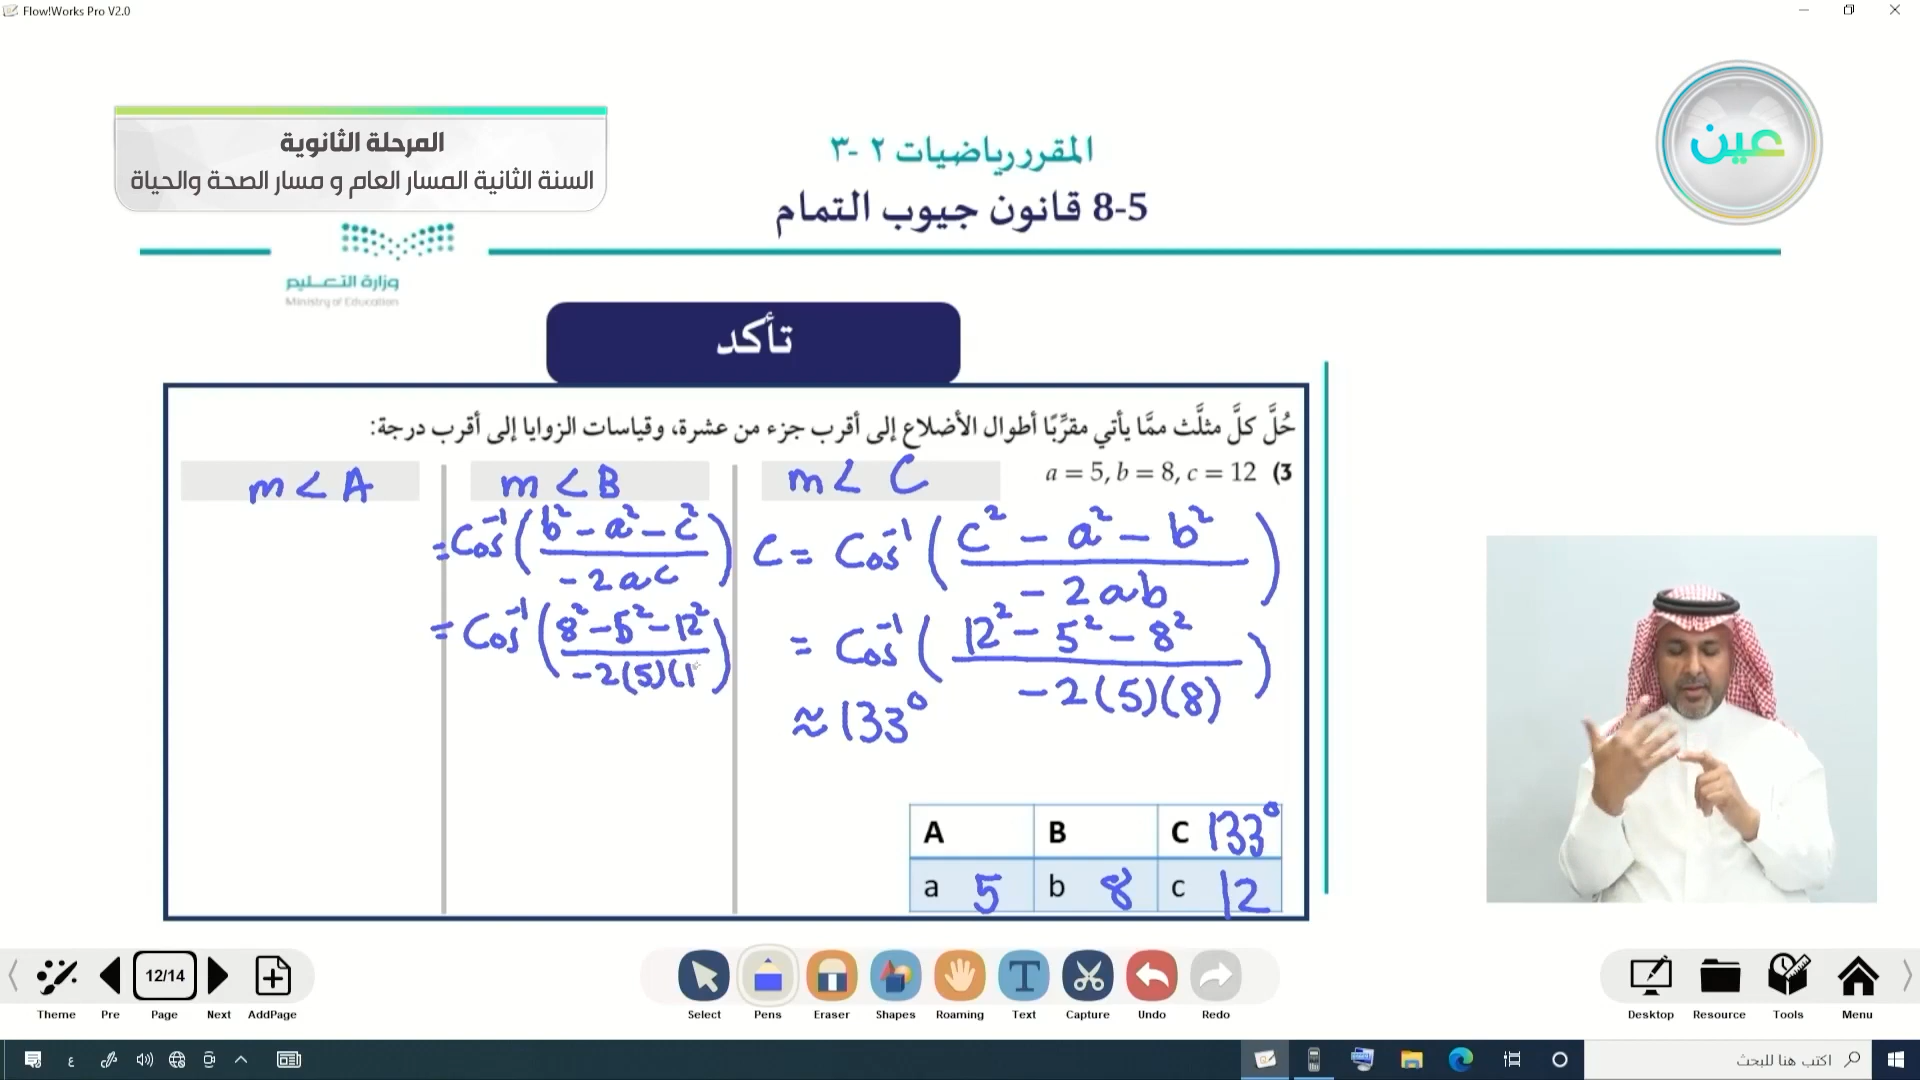 Flow!Works Pro V2.0
المرحلة الثانوية
السنة الثانية المسار العام و مسار الصحة والحياة
المقرر رياضيات ٢ -٣
8-5 قانون جيوب التمام
عين
وزارة التعليم
Ministry of Education
تأكد
حُلَّ كلَّ مثلَّث ممَّا يأتي مقرِّبًا أطوال الأضلاع إلى أقرب جزء من عشرة، وقياسات الزوايا إلى أقرب درجة:
3) a = 5, b = 8, c = 12
m∠ C
C = Cos⁻¹ ( (c² − a² − b²) / (−2ab) )
= Cos⁻¹ ( (12² − 5² − 8²) / (−2(5)(8)) )
≈ 133°
m < B
= Cos⁻¹ ( (b² − a² − c²) / (−2ac) )
= Cos⁻¹ ( (8² − 5² − 12²) / (−2(5)(1 )
m < A
A B C 133°
a 5 b 8 c 12
12/14
Theme Pre Page Next AddPage
Select Pens Eraser Shapes Roaming Text Capture Undo Redo
Desktop Resource Tools Menu
ع
اكتب هنا للبحث